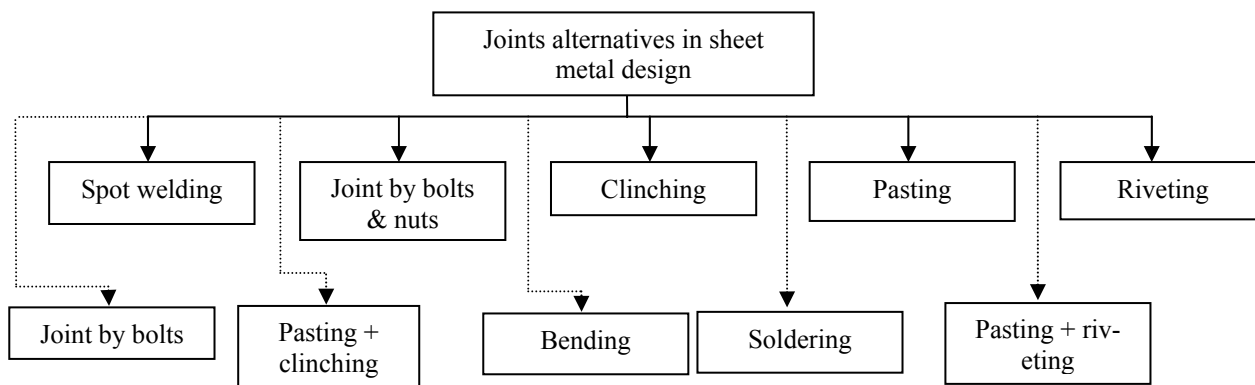 Joints alternatives in sheet
metal design
Spot welding
Joint by bolts
& nuts
Clinching
Pasting
Riveting
Joint by bolts
Pasting +
clinching
Bending
Soldering
Pasting + riv-
eting